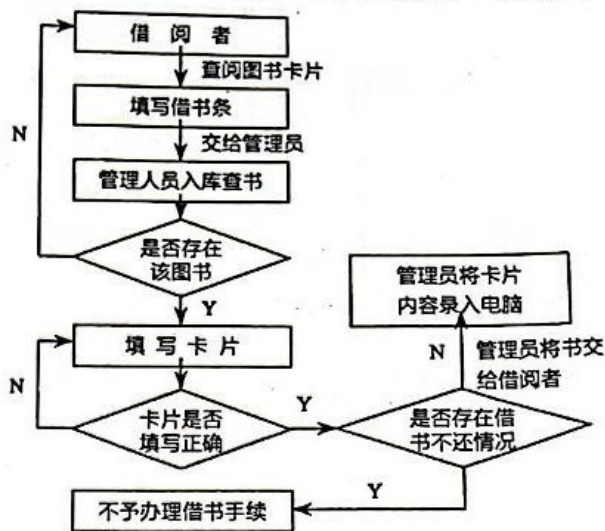 借 阅 者
查阅图书卡片
填写借书条
N
交给管理员
管理人员入库查书
是否存在
该图书
管理员将卡片
内容录入电脑
Y
填 写 卡 片
N
管理员将书交
给借阅者
N
卡片是否
填写正确
Y
是否存在借
书不还情况
Y
不予办理借书手续